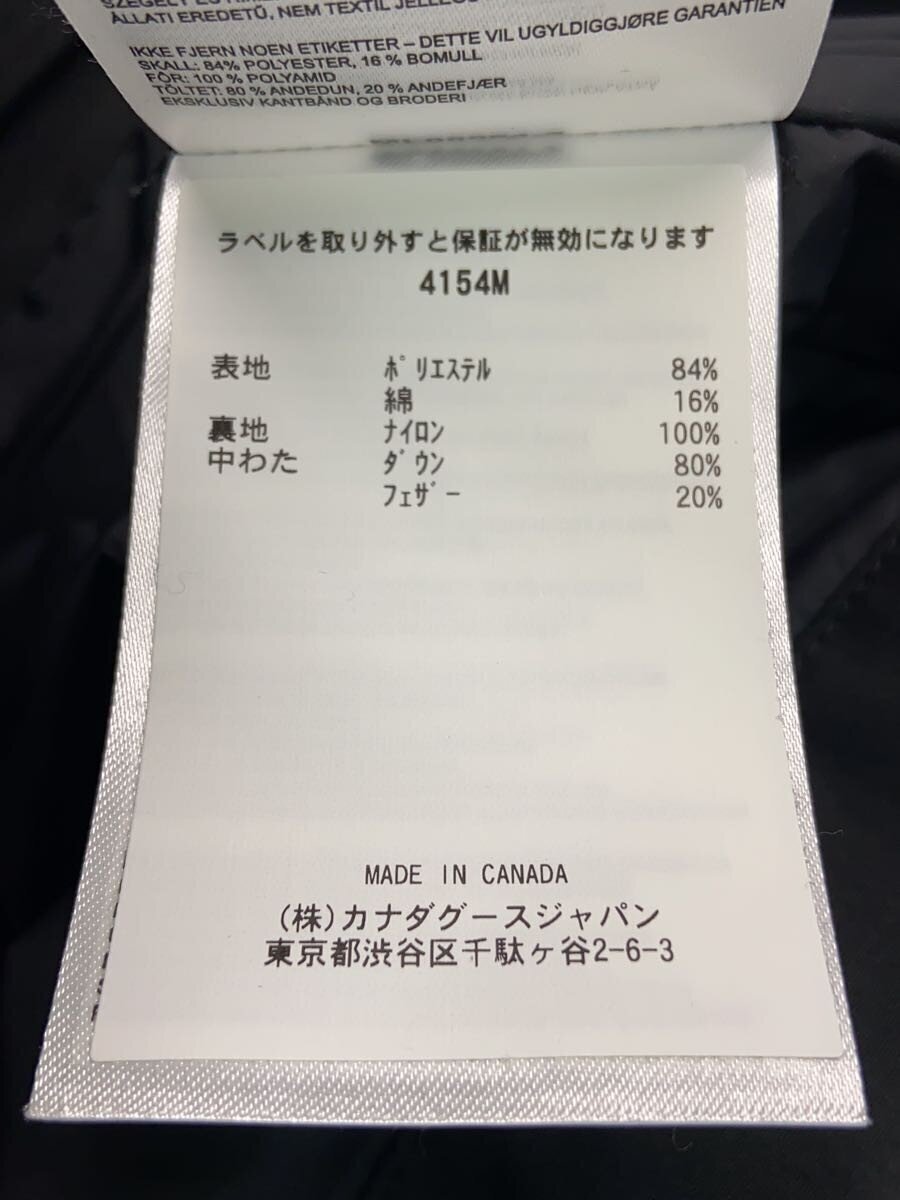 ÁLLATI EREDETŰ, NEM TEXTIL
IKKE FJERN NOEN ETIKETTER – DETTE VIL UGYLDIGGJØRE GARANTIEN
SKALL: 84% POLYESTER, 16 % BOMULL
FÔR: 100 % POLYAMID
TÖLTET: 80 % ANDEDUN, 20 % ANDEFJÆR
EKSKLUSIV KANTBÅND OG BRODERI
ラベルを取り外すと保証が無効になります
4154M
表地 ﾎﾟﾘｴｽﾃﾙ 84%
綿 16%
裏地 ﾅｲﾛﾝ 100%
中わた ﾀﾞｳﾝ 80%
ﾌｪｻﾞｰ 20%
MADE IN CANADA
(株)カナダグースジャパン
東京都渋谷区千駄ヶ谷2-6-3